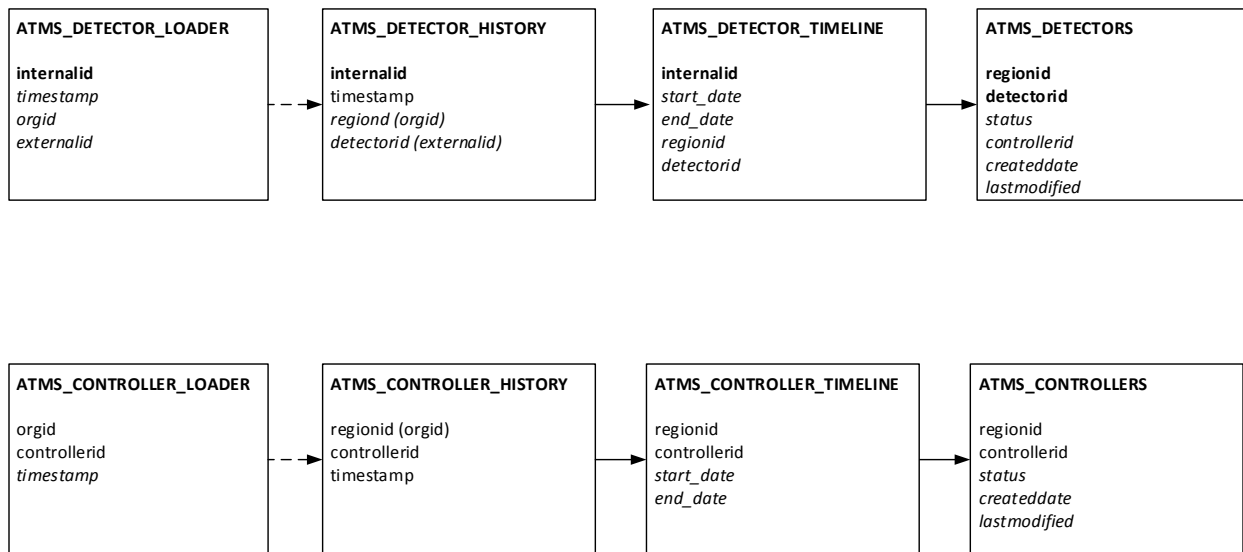 ATMS_DETECTOR_LOADER
internalid
timestamp
orgid
externalid
ATMS_DETECTOR_HISTORY
internalid
timestamp
regiond (orgid)
detectorid (externalid)
ATMS_DETECTOR_TIMELINE
internalid
start_date
end_date
regionid
detectorid
ATMS_DETECTORS
regionid
detectorid
status
controllerid
createddate
lastmodified
ATMS_CONTROLLER_LOADER
orgid
controllerid
timestamp
ATMS_CONTROLLER_HISTORY
regionid (orgid)
controllerid
timestamp
ATMS_CONTROLLER_TIMELINE
regionid
controllerid
start_date
end_date
ATMS_CONTROLLERS
regionid
controllerid
status
createddate
lastmodified